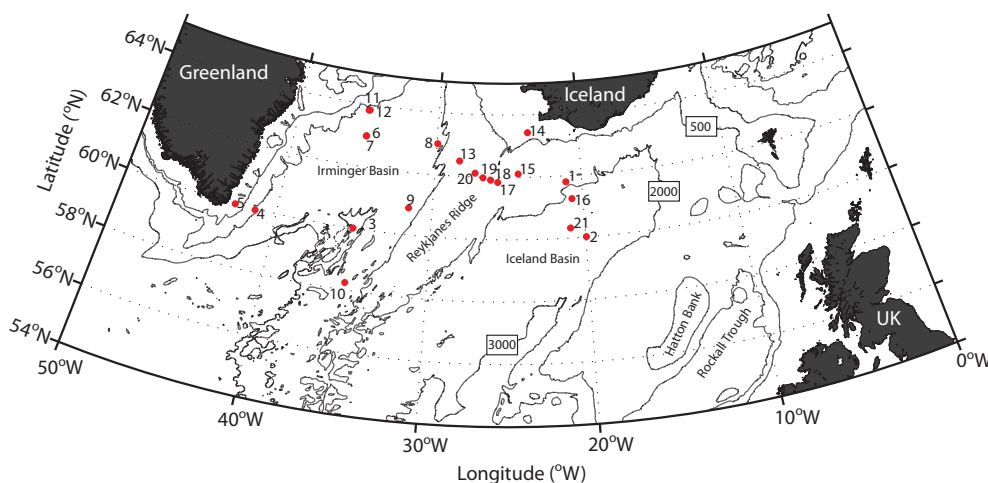 64°N
62°N
60°N
58°N
56°N
54°N
Latitude (°N)
Greenland
Iceland
UK
Irminger Basin
Reykjanes Ridge
Iceland Basin
Hatton Bank
Rockall Trough
500
2000
3000
11
12
6
7
8
14
13
19
18
15
1
20
17
16
5
4
9
3
21
2
10
50°W
40°W
30°W
20°W
10°W
0°W
Longitude (°W)